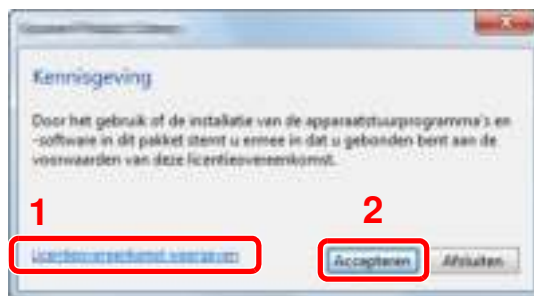 Kennisgeving
Door het gebruik of de installatie van de apparaatstuurprogramma's en
-software in dit pakket stemt u ermee in dat u gebonden bent aan de
voorwaarden van deze licentieovereenkomst.
1
2
Licentieovereenkomst weergeven
Accepteren
Afsluiten